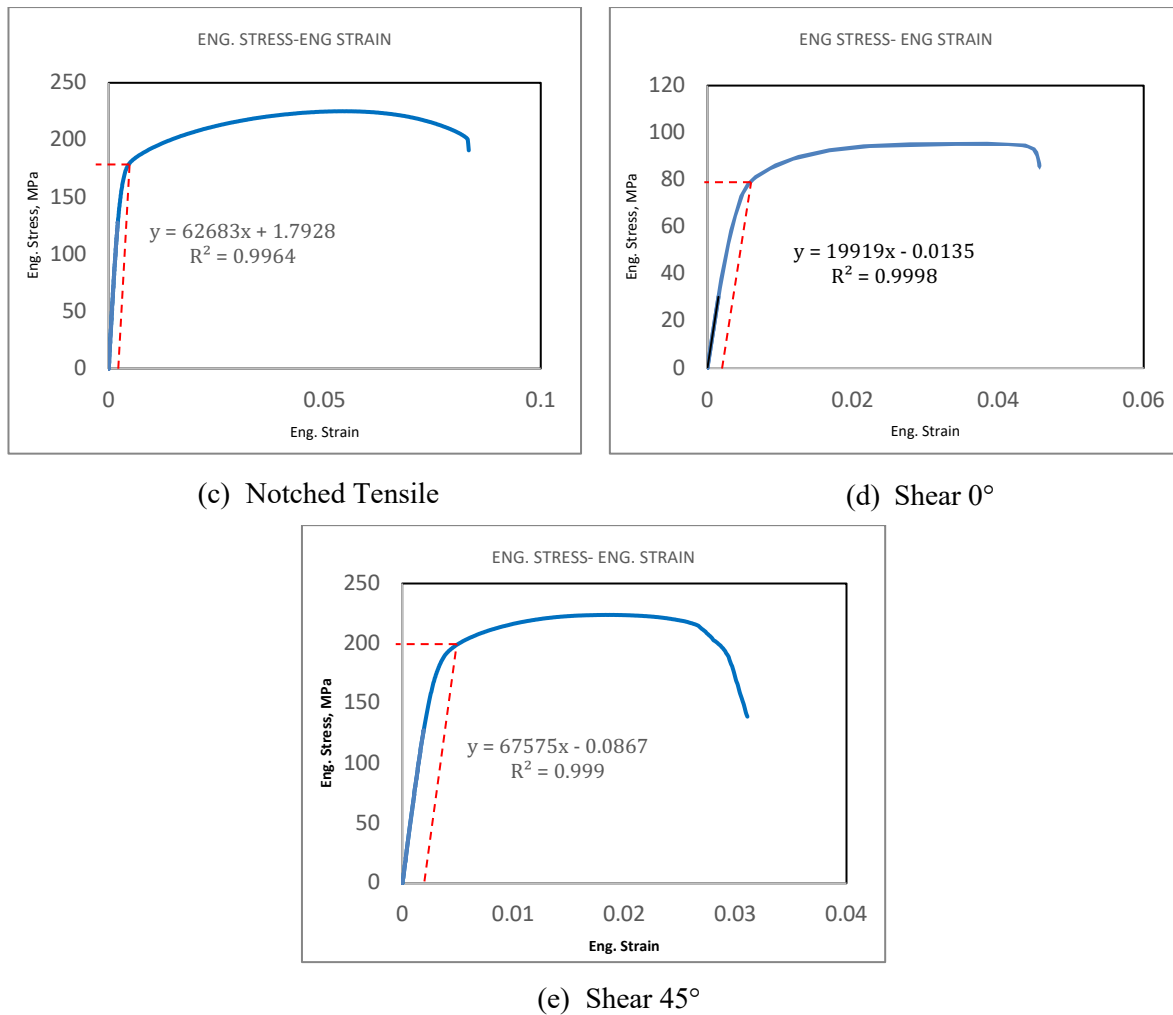 ENG. STRESS-ENG STRAIN
250
200
150
100
50
0
Eng. Stress, MPa
y = 62683x + 1.7928
R² = 0.9964
0 0.05 0.1
Eng. Strain
(c) Notched Tensile
ENG STRESS- ENG STRAIN
120
100
80
60
40
20
0
Eng. Stress, MPa
y = 19919x - 0.0135
R² = 0.9998
0 0.02 0.04 0.06
Eng. Strain
(d) Shear 0°
ENG. STRESS- ENG. STRAIN
250
200
150
100
50
0
Eng. Stress, MPa
y = 67575x - 0.0867
R² = 0.999
0 0.01 0.02 0.03 0.04
Eng. Strain
(e) Shear 45°